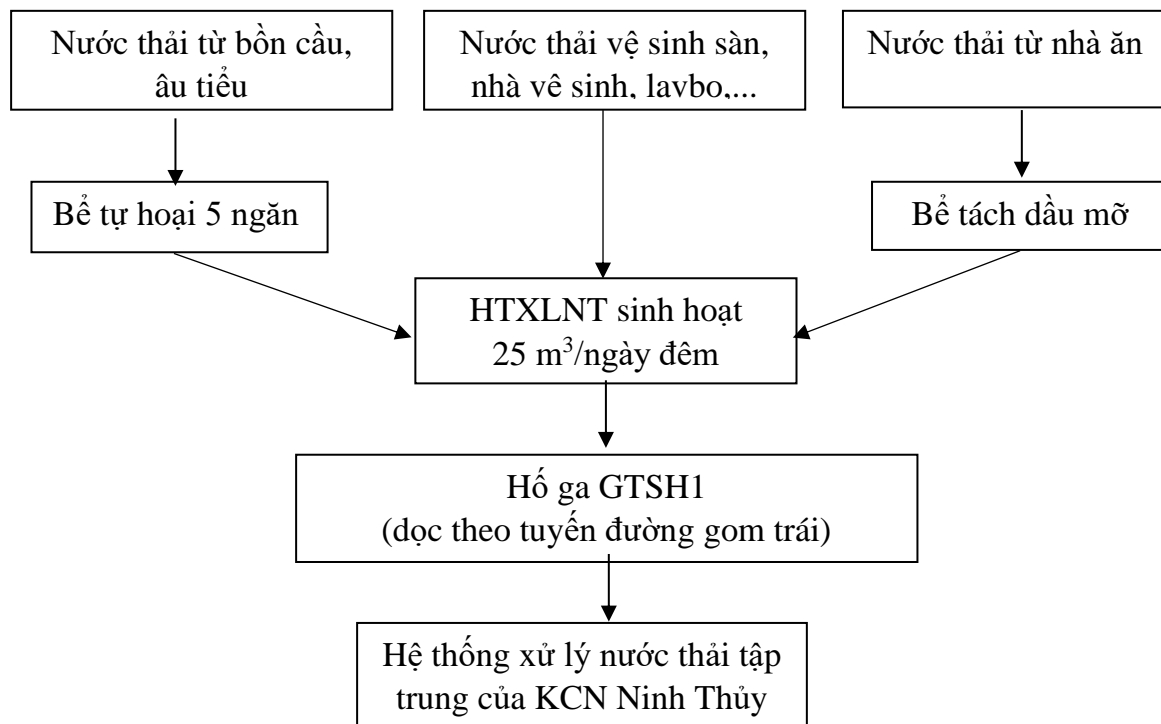 Nước thải từ bồn cầu,
âu tiểu
Nước thải vệ sinh sàn,
nhà vê sinh, lavbo,...
Nước thải từ nhà ăn
Bể tự hoại 5 ngăn
Bể tách dầu mỡ
HTXLNT sinh hoạt
25 m³/ngày đêm
Hố ga GTSH1
(dọc theo tuyến đường gom trái)
Hệ thống xử lý nước thải tập
trung của KCN Ninh Thủy